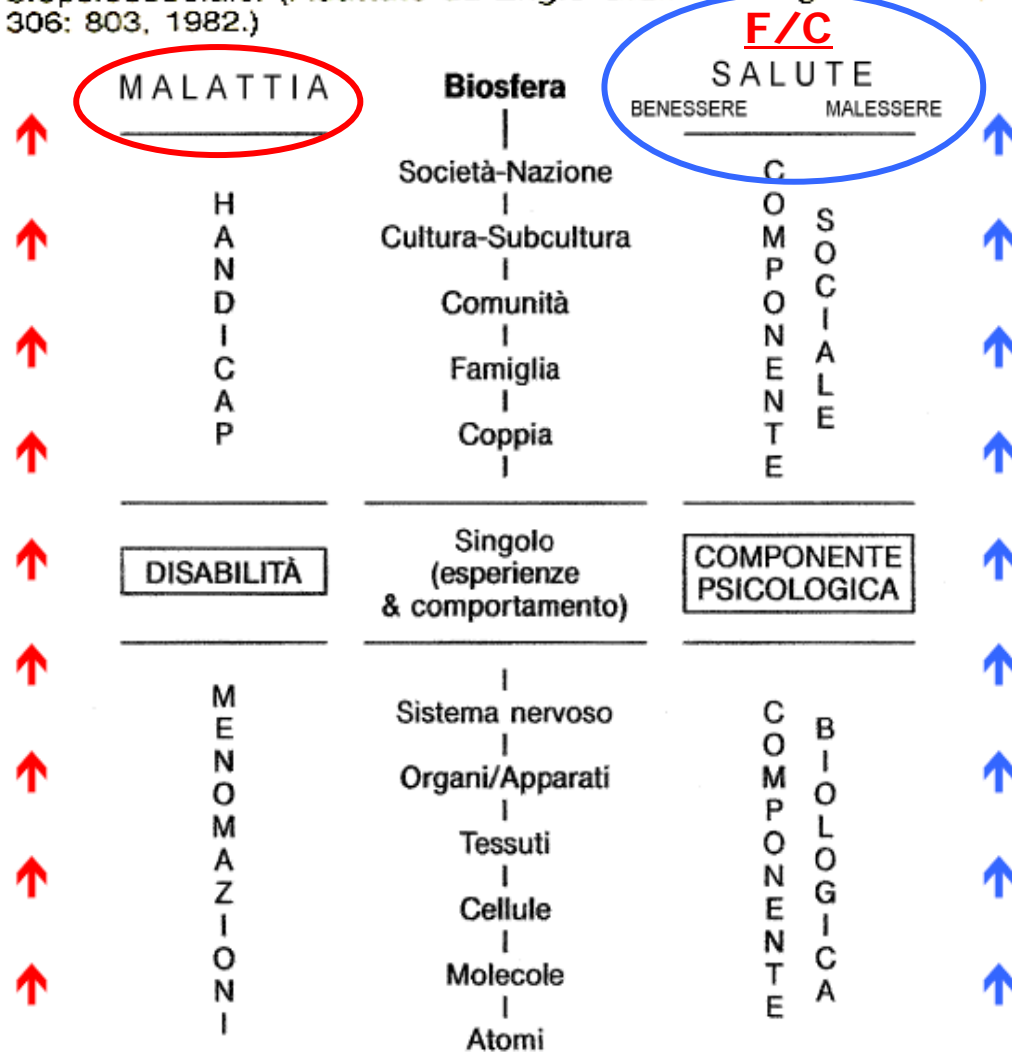 306: 803, 1982.)
F/C
MALATTIA
Biosfera
SALUTE
BENESSERE MALESSERE
HANDICAP
Società-Nazione
Cultura-Subcultura
Comunità
Famiglia
Coppia
COMPONENTE
SOCIALE
DISABILITÀ
Singolo
(esperienze
& comportamento)
COMPONENTE
PSICOLOGICA
MENOMAZIONI
Sistema nervoso
Organi/Apparati
Tessuti
Cellule
Molecole
Atomi
COMPONENTE
BIOLOGICA